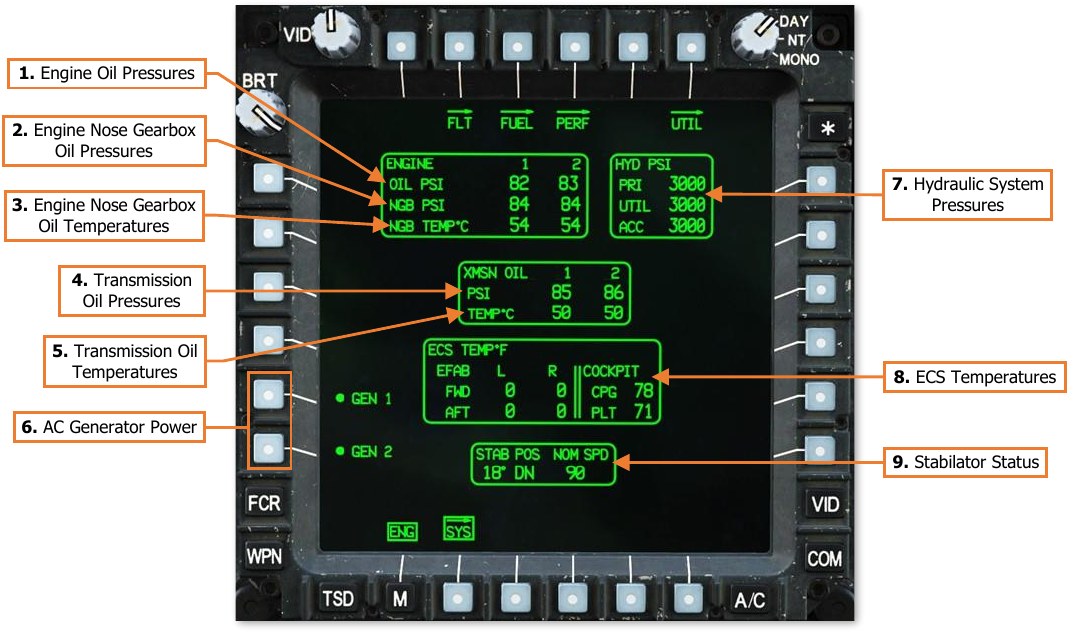 VID
DAY
NT
MONO
BRT
1. Engine Oil Pressures
2. Engine Nose Gearbox
Oil Pressures
3. Engine Nose Gearbox
Oil Temperatures
4. Transmission
Oil Pressures
5. Transmission Oil
Temperatures
6. AC Generator Power
FLT FUEL PERF UTIL
*
ENGINE 1 2
OIL PSI 82 83
NGB PSI 84 84
NGB TEMP°C 54 54
HYD PSI
PRI 3000
UTIL 3000
ACC 3000
XMSN OIL 1 2
PSI 85 86
TEMP°C 50 50
ECS TEMP°F
EFAB L R COCKPIT
FWD 0 0 CPG 78
AFT 0 0 PLT 71
GEN 1
GEN 2
STAB POS NOM SPD
18° DN 90
ENG SYS
7. Hydraulic System
Pressures
8. ECS Temperatures
9. Stabilator Status
FCR
WPN
VID
COM
TSD M A/C